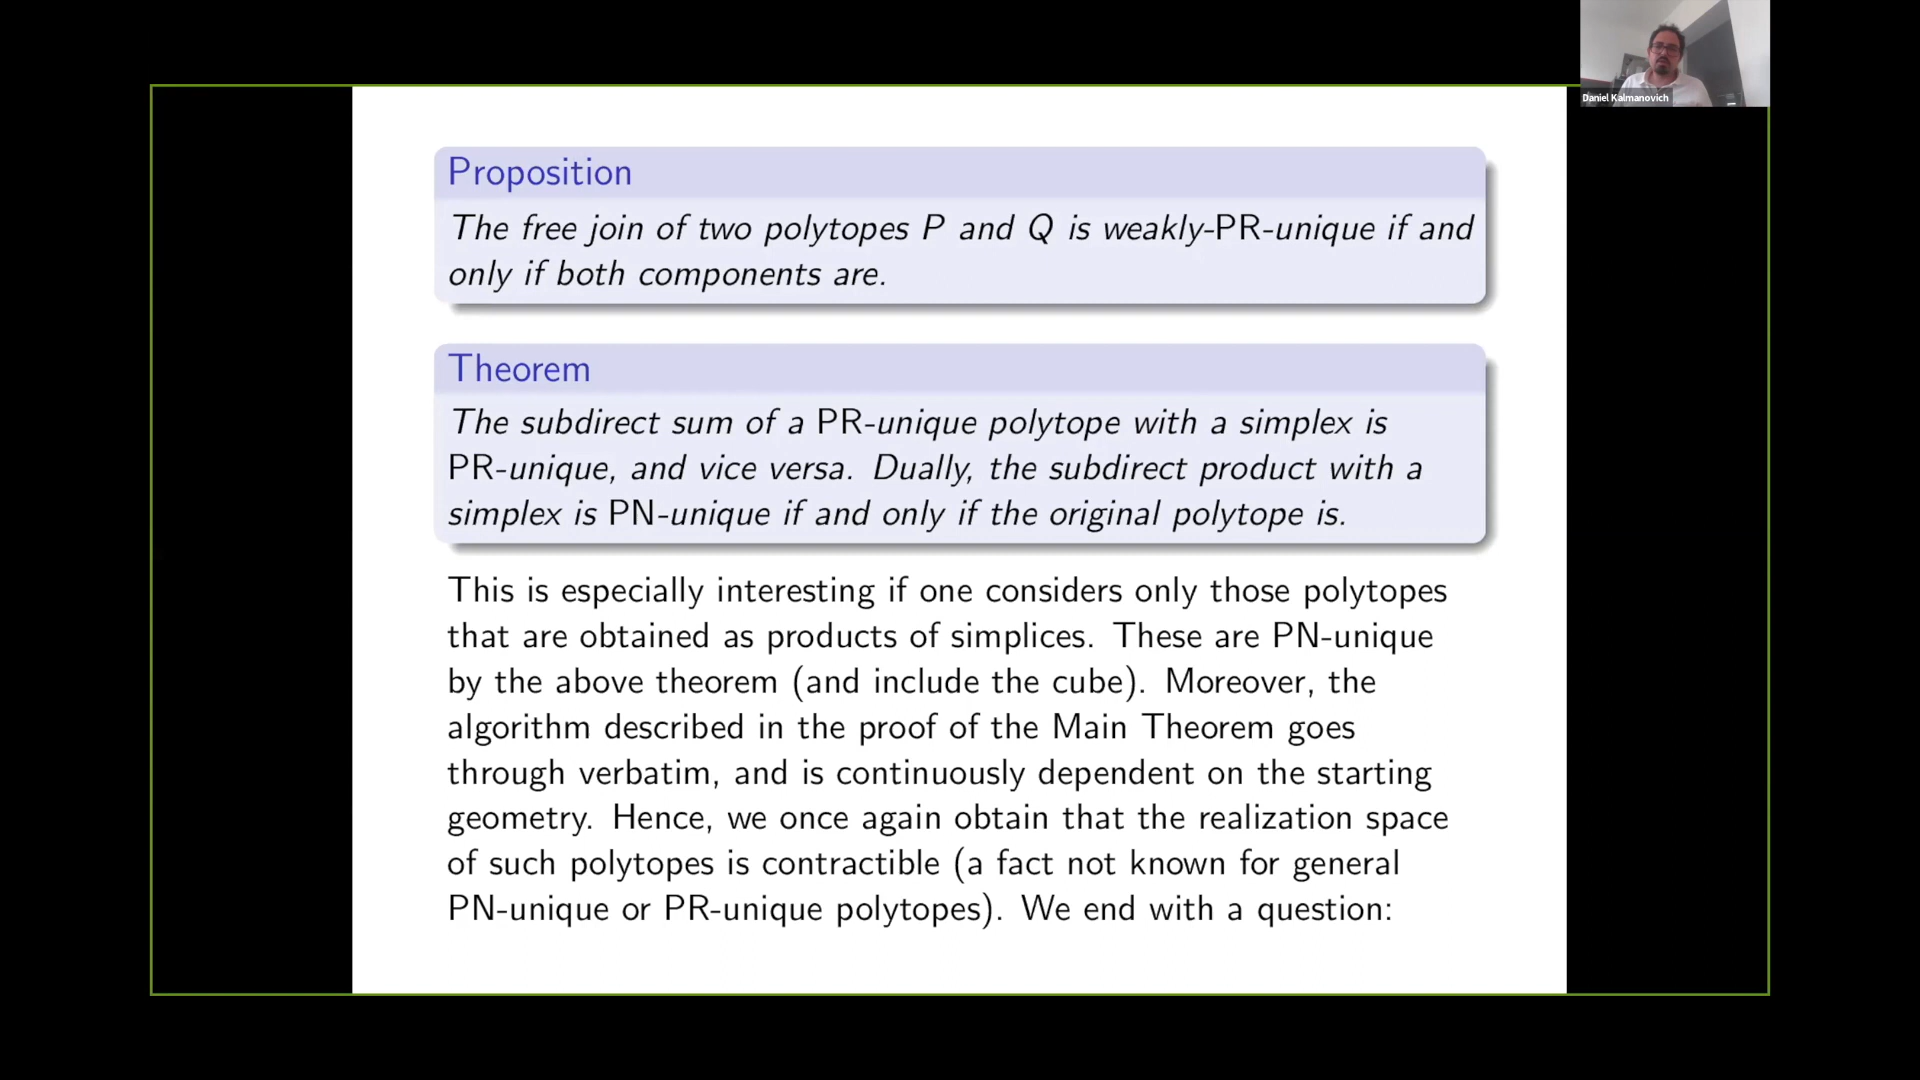 Daniel Kalmanovich
Proposition
The free join of two polytopes P and Q is weakly-PR-unique if and
only if both components are.
Theorem
The subdirect sum of a PR-unique polytope with a simplex is
PR-unique, and vice versa. Dually, the subdirect product with a
simplex is PN-unique if and only if the original polytope is.
This is especially interesting if one considers only those polytopes
that are obtained as products of simplices. These are PN-unique
by the above theorem (and include the cube). Moreover, the
algorithm described in the proof of the Main Theorem goes
through verbatim, and is continuously dependent on the starting
geometry. Hence, we once again obtain that the realization space
of such polytopes is contractible (a fact not known for general
PN-unique or PR-unique polytopes). We end with a question: